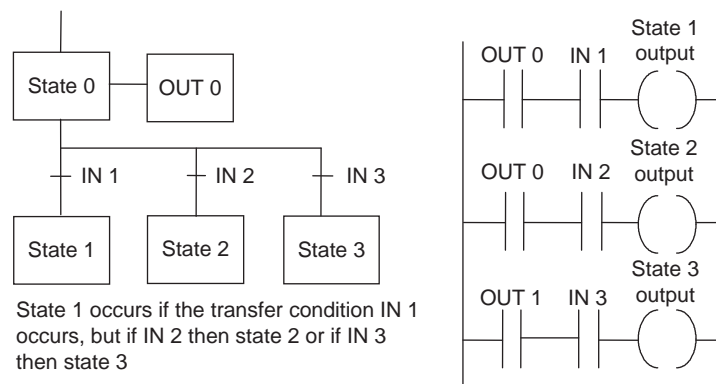 State 0
OUT 0
IN 1
IN 2
IN 3
State 1
State 2
State 3
State 1 occurs if the transfer condition IN 1
occurs, but if IN 2 then state 2 or if IN 3
then state 3
State 1
output
OUT 0
IN 1
State 2
output
OUT 0
IN 2
State 3
output
OUT 1
IN 3